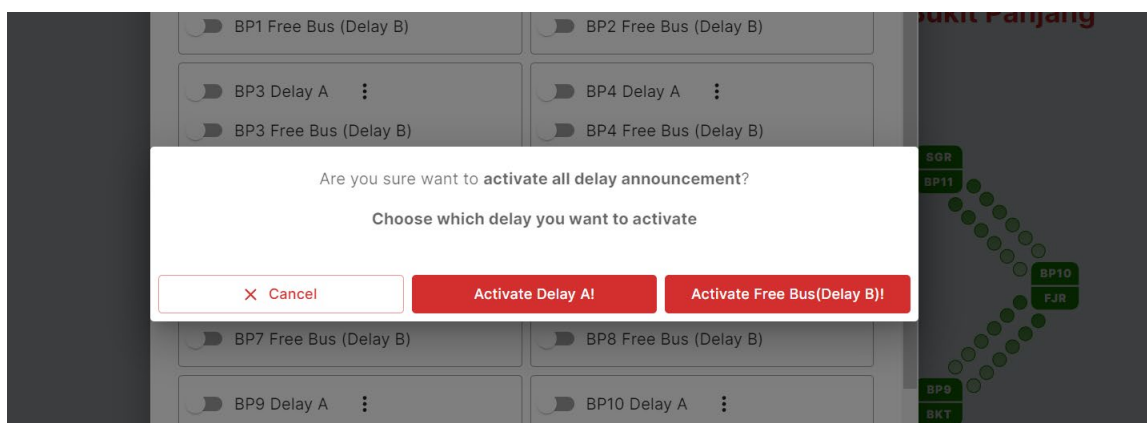 Bukit Panjang
BP1 Free Bus (Delay B)
BP2 Free Bus (Delay B)
BP3 Delay A
BP4 Delay A
BP3 Free Bus (Delay B)
BP4 Free Bus (Delay B)
Are you sure want to activate all delay announcement?
Choose which delay you want to activate
Cancel
Activate Delay A!
Activate Free Bus(Delay B)!
BP7 Free Bus (Delay B)
BP8 Free Bus (Delay B)
BP9 Delay A
BP10 Delay A
SGR
BP11
BP10
FJR
BP9
BKT